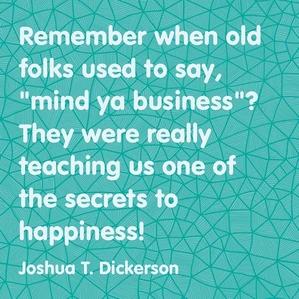 Remember when old
folks used to say,
"mind ya business"?
They were really
teaching us one of
the secrets to
happiness!
Joshua T. Dickerson